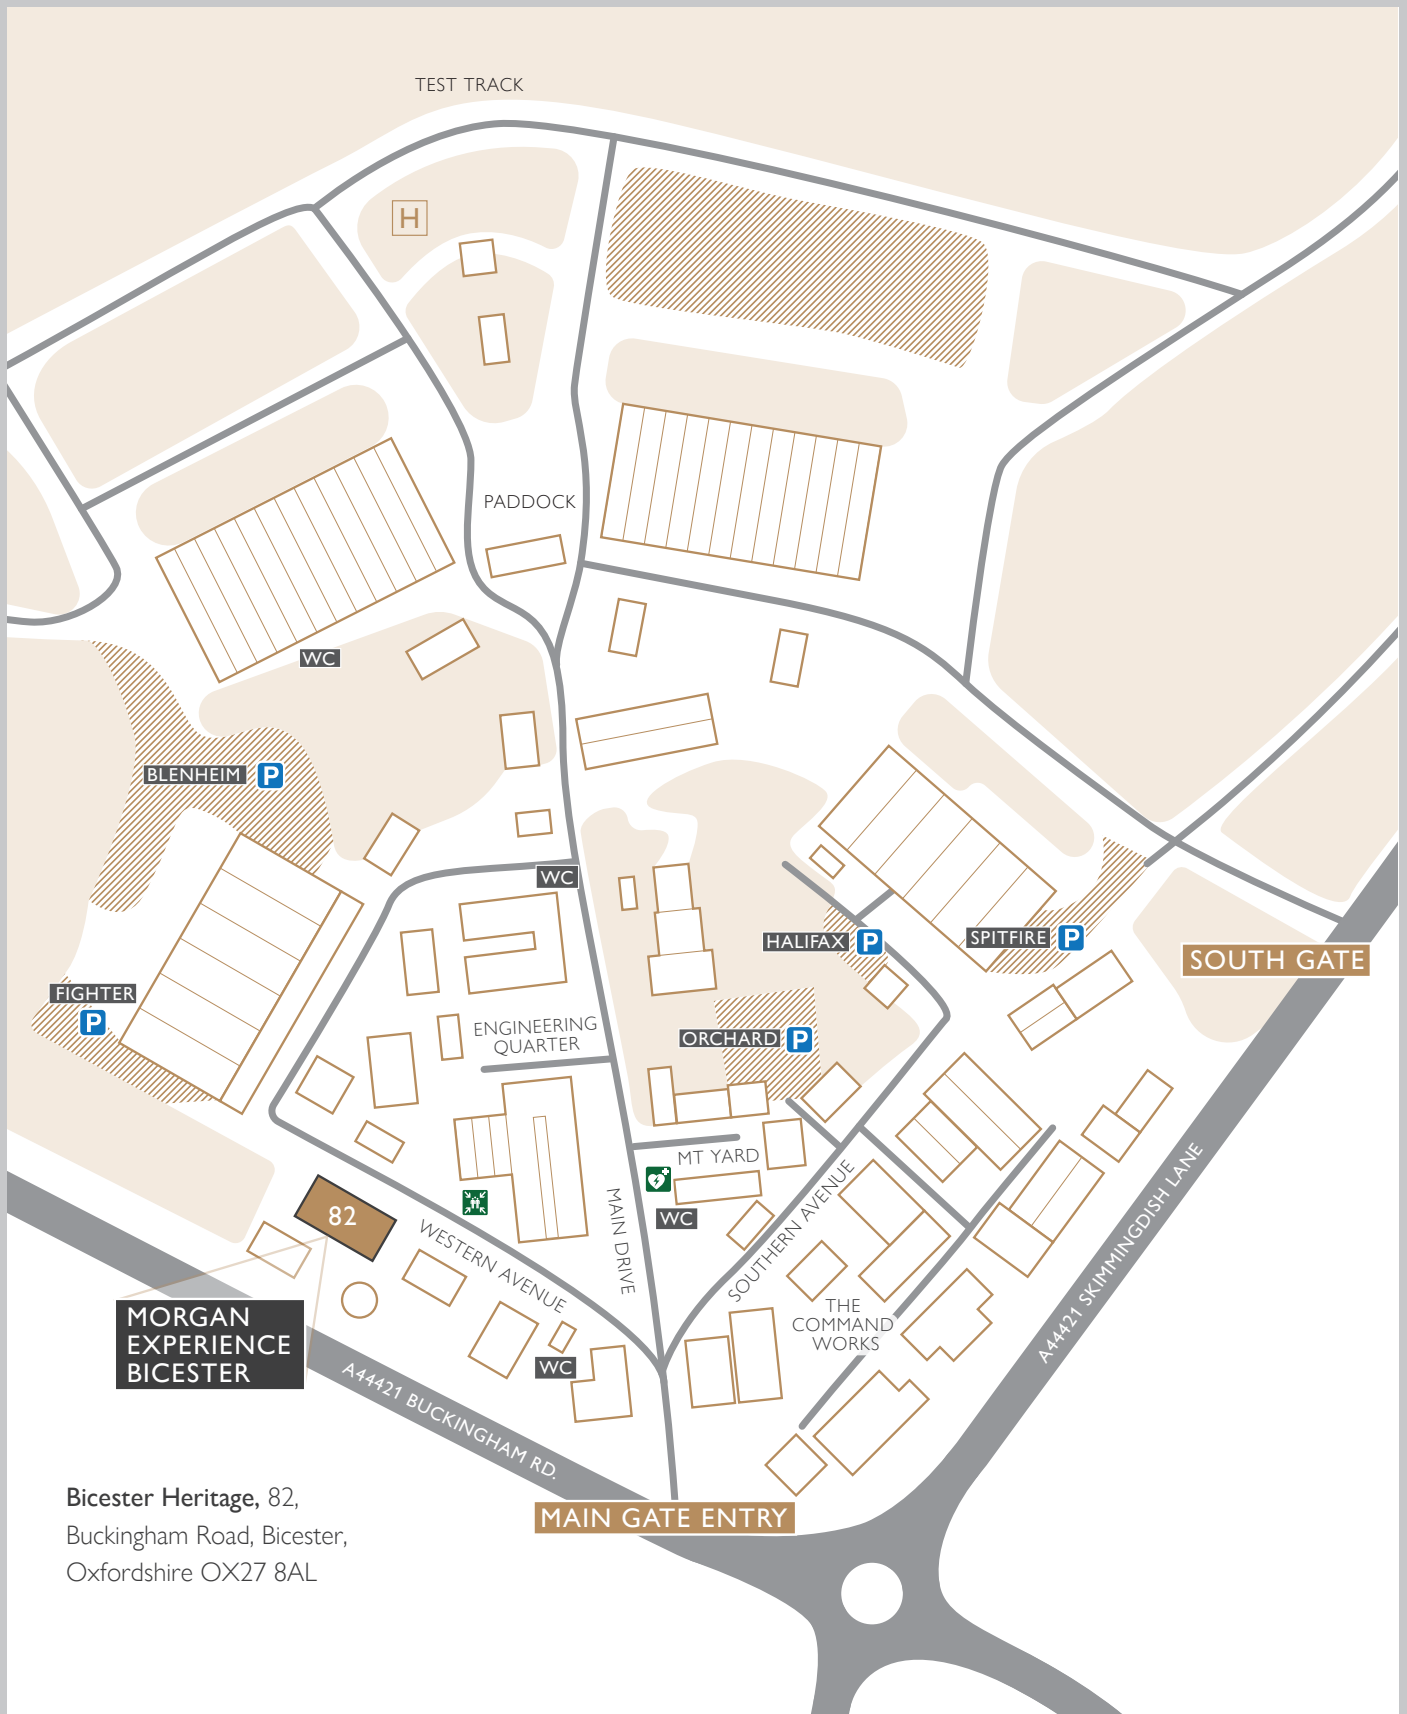 TEST TRACK
H
PADDOCK
WC
BLENHEIM P
WC
HALIFAX P
SPITFIRE P
SOUTH GATE
FIGHTER
P
ENGINEERING
QUARTER
ORCHARD P
MT YARD
WC
82
WESTERN AVENUE
MAIN DRIVE
SOUTHERN AVENUE
A44421 SKIMMINGDISH LANE
THE
COMMAND
WORKS
MORGAN
EXPERIENCE
BICESTER
WC
A44421 BUCKINGHAM RD.
MAIN GATE ENTRY
Bicester Heritage, 82,
Buckingham Road, Bicester,
Oxfordshire OX27 8AL